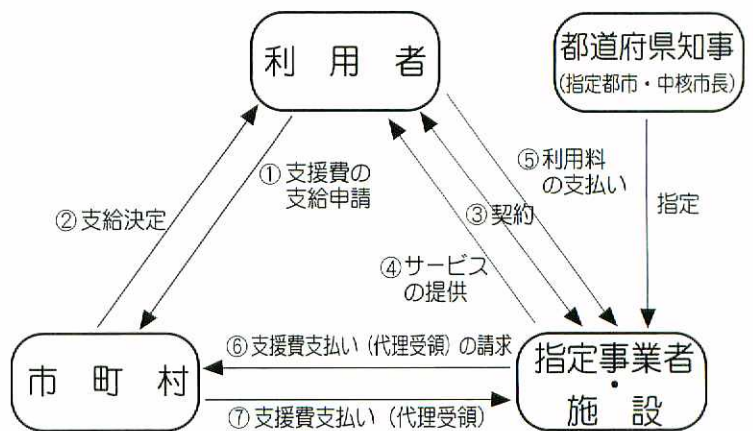 利用者
都道府県知事
(指定都市・中核市長)
①支援費の
支給申請
②支給決定
③契約
④サービス
の提供
⑤利用料
の支払い
指定
⑥支援費支払い(代理受領)の請求
⑦支援費支払い(代理受領)
市町村
指定事業者
・
施設